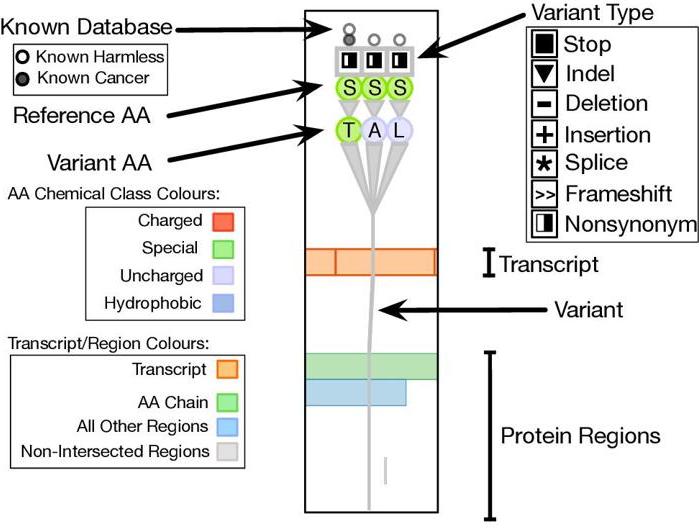 Known Database
Known Harmless
Known Cancer
Reference AA
Variant AA
AA Chemical Class Colours:
Charged
Special
Uncharged
Hydrophobic
Transcript/Region Colours:
Transcript
AA Chain
All Other Regions
Non-Intersected Regions
S S S
T A L
Variant Type
Stop
Indel
Deletion
Insertion
Splice
>> Frameshift
Nonsynonym
Transcript
Variant
Protein Regions